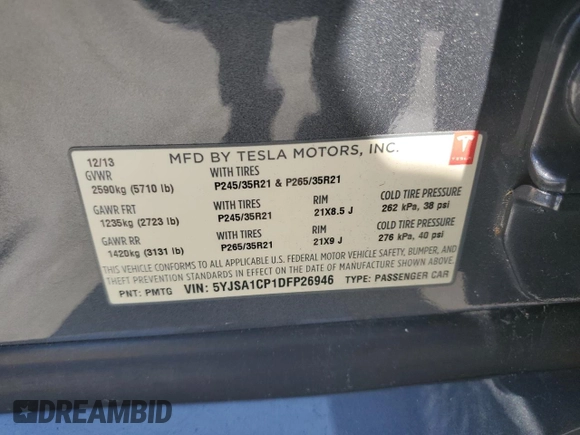 12/13
MFD BY TESLA MOTORS, INC.
TESLA
GVWR
2590kg (5710 lb)
WITH TIRES
P245/35R21 & P265/35R21
GAWR FRT
1235kg (2723 lb)
WITH TIRES
P245/35R21
RIM
21X8.5 J
COLD TIRE PRESSURE
262 kPa, 38 psi
GAWR RR
1420kg (3131 lb)
WITH TIRES
P265/35R21
RIM
21X9 J
COLD TIRE PRESSURE
276 kPa, 40 psi
THIS VEHICLE CONFORMS TO ALL APPLICABLE U.S. FEDERAL MOTOR VEHICLE SAFETY, BUMPER, AND
THEFT PREVENTION STANDARDS IN EFFECT ON THE DATE OF MANUFACTURE SHOWN ABOVE.
PNT: PMTG VIN: 5YJSA1CP1DFP26946 TYPE: PASSENGER CAR
DREAMBID